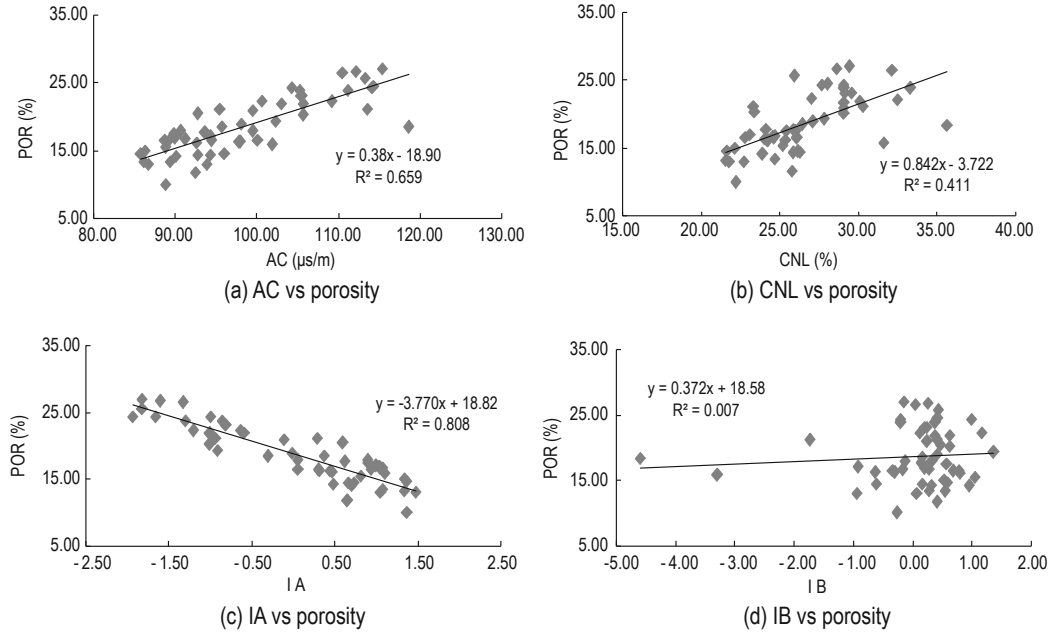 35.00
25.00
15.00
5.00
POR (%)
y = 0.38x - 18.90
R² = 0.659
80.00 90.00 100.00 110.00 120.00 130.00
AC (μs/m)
(a) AC vs porosity
35.00
25.00
15.00
5.00
POR (%)
y = 0.842x - 3.722
R² = 0.411
15.00 20.00 25.00 30.00 35.00 40.00
CNL (%)
(b) CNL vs porosity
35.00
25.00
15.00
5.00
POR (%)
y = -3.770x + 18.82
R² = 0.808
-2.50 -1.50 -0.50 0.50 1.50 2.50
I A
(c) IA vs porosity
35.00
25.00
15.00
5.00
POR (%)
y = 0.372x + 18.58
R² = 0.007
-5.00 -4.00 -3.00 -2.00 -1.00 0.00 1.00 2.00
I B
(d) IB vs porosity